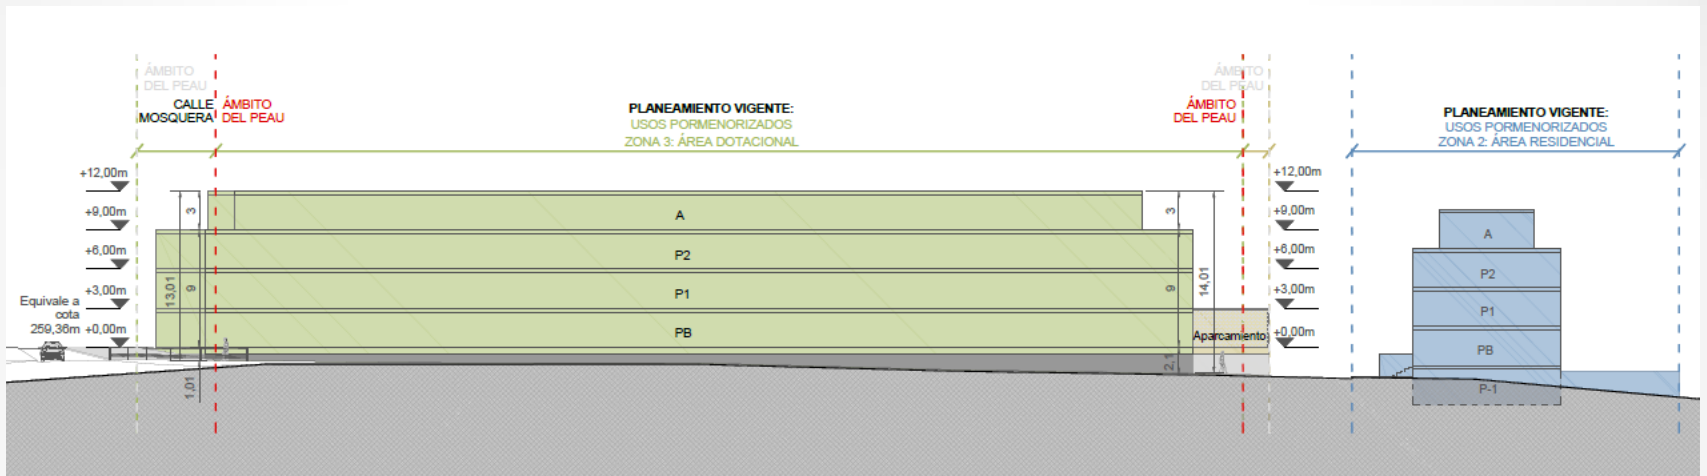 ÁMBITO
DEL PEAU
CALLE
MOSQUERA
ÁMBITO
DEL PEAU
PLANEAMIENTO VIGENTE:
USOS PORMENORIZADOS
ZONA 3: ÁREA DOTACIONAL
ÁMBITO
DEL PEAU
ÁMBITO
DEL PEAU
PLANEAMIENTO VIGENTE:
USOS PORMENORIZADOS
ZONA 2: ÁREA RESIDENCIAL
+12,00m
+9,00m
+6,00m
+3,00m
Equivale a
cota
259,36m
+0,00m
3
13,01
9
1,01
A
P2
P1
PB
3
9
14,01
2,1
Aparcamiento
+12,00m
+9,00m
+6,00m
+3,00m
+0,00m
A
P2
P1
PB
P-1